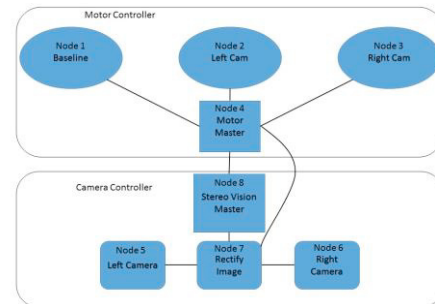 Motor Controller
Node 1
Baseline
Node 2
Left Cam
Node 3
Right Cam
Node 4
Motor
Master
Camera Controller
Node 8
Stereo Vision
Master
Node 5
Left Camera
Node 7
Rectify
Image
Node 6
Right
Camera